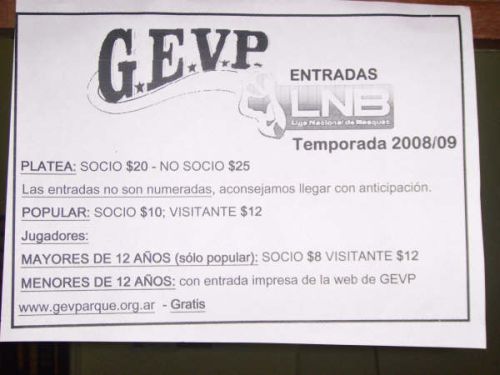 G.E.V.P.
ENTRADAS
LNB
Liga Nacional de Básquet
Temporada 2008/09
PLATEA: SOCIO $20 - NO SOCIO $25
Las entradas no son numeradas, aconsejamos llegar con anticipación.
POPULAR: SOCIO $10; VISITANTE $12
Jugadores:
MAYORES DE 12 AÑOS (sólo popular): SOCIO $8 VISITANTE $12
MENORES DE 12 AÑOS: con entrada impresa de la web de GEVP
www.gevparque.org.ar - Gratis